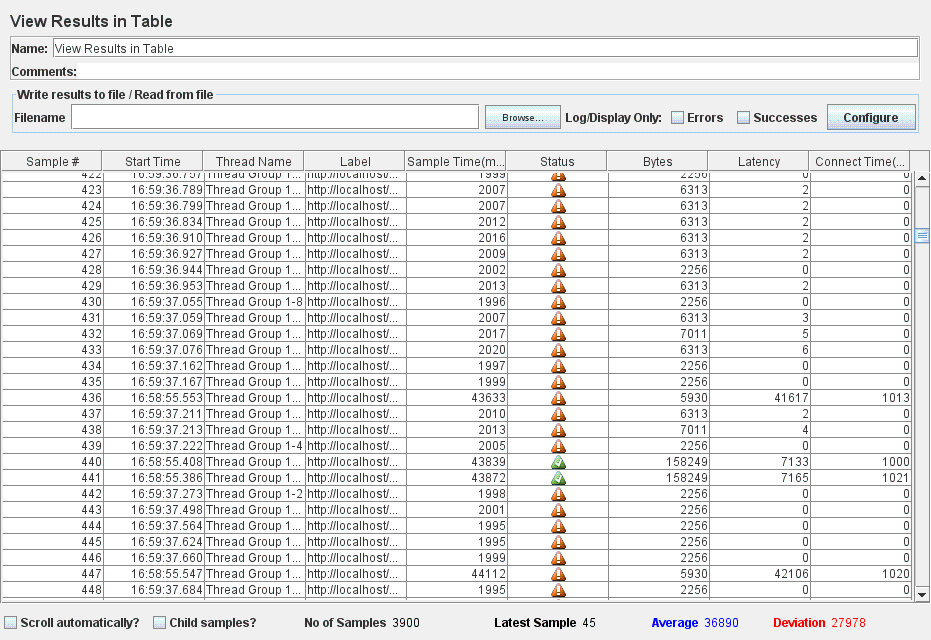 View Results in Table
Name: View Results in Table
Comments:
Write results to file / Read from file
Filename Browse... Log/Display Only: Errors Successes Configure
Sample # Start Time Thread Name Label Sample Time(m... Status Bytes Latency Connect Time(...
422 16:59:36.757 Thread Group 1... http://localhost/... 1999 2256 0 0
423 16:59:36.789 Thread Group 1... http://localhost/... 2007 6313 2 0
424 16:59:36.799 Thread Group 1... http://localhost/... 2007 6313 2 0
425 16:59:36.834 Thread Group 1... http://localhost/... 2012 6313 2 0
426 16:59:36.910 Thread Group 1... http://localhost/... 2016 6313 2 0
427 16:59:36.927 Thread Group 1... http://localhost/... 2009 6313 2 0
428 16:59:36.944 Thread Group 1... http://localhost/... 2002 2256 0 0
429 16:59:36.953 Thread Group 1... http://localhost/... 2013 6313 2 0
430 16:59:37.055 Thread Group 1-8 http://localhost/... 1996 2256 0 0
431 16:59:37.059 Thread Group 1... http://localhost/... 2007 6313 3 0
432 16:59:37.069 Thread Group 1... http://localhost/... 2017 7011 5 0
433 16:59:37.076 Thread Group 1... http://localhost/... 2020 6313 6 0
434 16:59:37.162 Thread Group 1... http://localhost/... 1997 2256 0 0
435 16:59:37.167 Thread Group 1... http://localhost/... 1999 2256 0 0
436 16:58:55.553 Thread Group 1... http://localhost/... 43633 5930 41617 1013
437 16:59:37.211 Thread Group 1... http://localhost/... 2010 6313 2 0
438 16:59:37.213 Thread Group 1... http://localhost/... 2013 7011 4 0
439 16:59:37.222 Thread Group 1-4 http://localhost/... 2005 2256 0 0
440 16:58:55.408 Thread Group 1... http://localhost/... 43839 158249 7133 1000
441 16:58:55.386 Thread Group 1... http://localhost/... 43872 158249 7165 1021
442 16:59:37.273 Thread Group 1-2 http://localhost/... 1998 2256 0 0
443 16:59:37.498 Thread Group 1... http://localhost/... 2001 2256 0 0
444 16:59:37.564 Thread Group 1... http://localhost/... 1995 2256 0 0
445 16:59:37.624 Thread Group 1... http://localhost/... 1995 2256 0 0
446 16:59:37.660 Thread Group 1... http://localhost/... 1999 2256 0 0
447 16:58:55.547 Thread Group 1... http://localhost/... 44112 5930 42106 1020
448 16:59:37.684 Thread Group 1... http://localhost/... 1995 2256 0 0
Scroll automatically? Child samples? No of Samples 3900 Latest Sample 45 Average 36890 Deviation 27978